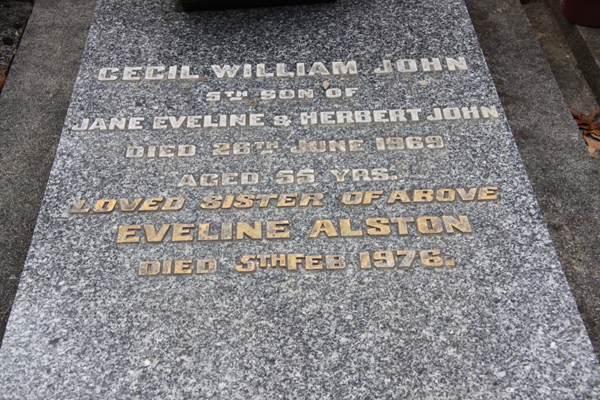 CECIL WILLIAM JOHN
5TH SON OF
JANE EVELINE & HERBERT JOHN
DIED 26TH JUNE 1969
AGED 55 YRS.
LOVED SISTER OF ABOVE
EVELINE ALSTON
DIED 5TH FEB 1976.